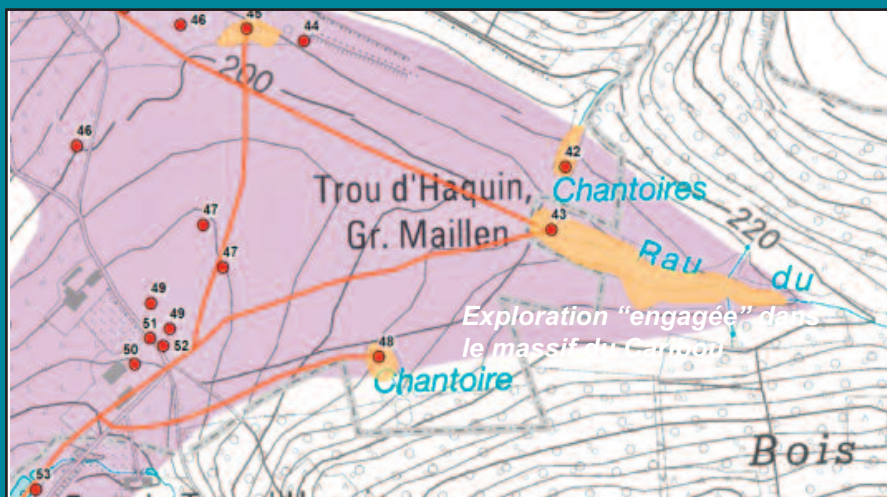 46
45
44
200
46
42
Trou d'Haquin,
Chantoires
47
43
Gr. Maillen
220
47
Rau du
49
49
Exploration "engagée" dans
51
52
le massif du Caribou
50
48
Chantoire
Bois
53